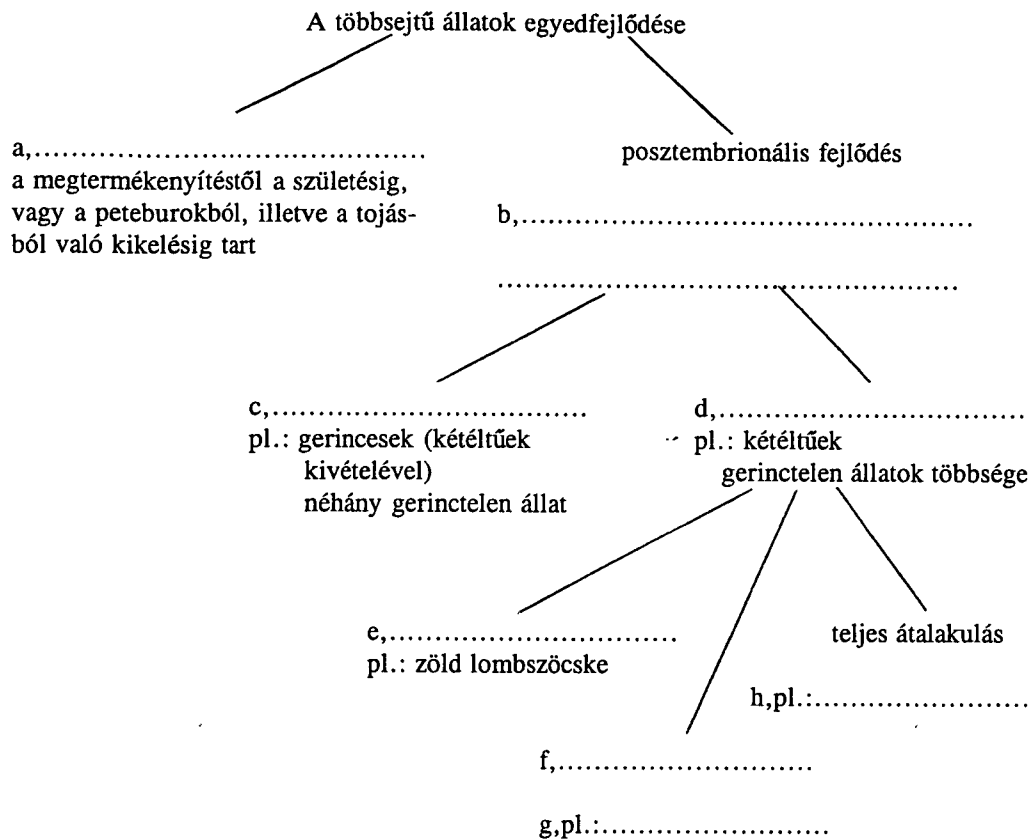 A többsejtű állatok egyedfejlődése
a,............................................
a megtermékenyítéstől a születésig,
vagy a peteburokból, illetve a tojás-
ból való kikelésig tart
posztembrionális fejlődés
b,..................................................
...................................................
c,...................................
pl.: gerincesek (kétéltűek
kivételével)
néhány gerinctelen állat
d,..................................
pl.: kétéltűek
gerinctelen állatok többsége
e,................................
pl.: zöld lombszöcske
teljes átalakulás
h,pl.:........................
f,............................
g,pl.:.........................